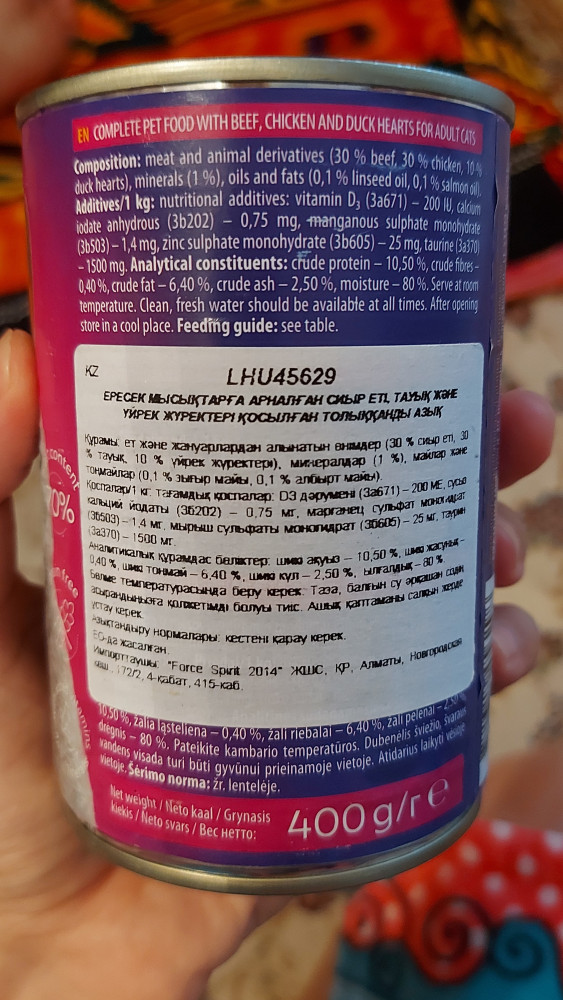 EN COMPLETE PET FOOD WITH BEEF, CHICKEN AND DUCK HEARTS FOR ADULT CATS
Composition: meat and animal derivatives (30 % beef, 30 % chicken, 10 %
duck hearts), minerals (1 %), oils and fats (0,1 % linseed oil, 0,1 % salmon oil).
Additives/1 kg: nutritional additives: vitamin D₃ (3a671) – 200 IU, calcium
iodate anhydrous (3b202) – 0,75 mg, manganous sulphate monohydrate
(3b503) – 1,4 mg, zinc sulphate monohydrate (3b605) – 25 mg, taurine (3a370)
– 1500 mg. Analytical constituents: crude protein – 10,50 %, crude fibres –
0,40 %, crude fat – 6,40 %, crude ash – 2,50 %, moisture – 80 %. Serve at room
temperature. Clean, fresh water should be available at all times. After opening
store in a cool place. Feeding guide: see table.
KZ
LHU45629
ЕРЕСЕК МЫСЫҚТАРҒА АРНАЛҒАН СИЫР ЕТІ, ТАУЫҚ ЖӘНЕ
ҮЙРЕК ЖҮРЕКТЕРІ ҚОСЫЛҒАН ТОЛЫҚҚАНДЫ АЗЫҚ
Құрамы: ет және жануарлардан алынатын өнімдер (30 % сиыр еті, 30
% тауық, 10 % үйрек жүректері), минералдар (1 %), майлар және
тоңмайлар (0,1 % зығыр майы, 0,1 % албырт майы).
Қоспалар/1 кг: тағамдық қоспалар: D3 дәрумені (3а671) – 200 МЕ, сусыз
кальций йодаты (3б202) – 0,75 мг, марганец сульфат моногидрат
(3б503) – 1,4 мг, мырыш сульфаты моногидрат (3б605) – 25 мг, таурин
(3а370) – 1500 мг.
Аналитикалық құрамдас бөліктер: шикі ақуыз – 10,50 %, шикі жасұнық –
0,40 %, шикі тоңмай – 6,40 %, шикі күл – 2,50 %, ылғалдық – 80 %.
Бөлме температурасында беру керек. Таза, балғын су әрқашан сіздің
асырандыңызға қолжетімді болуы тиіс. Ашық қаптаманы салқын жерде
ұстау керек.
Азықтандыру нормалары: кестені қарау керек.
ЕО-да жасалған.
Импорттаушы: "Force Spirit 2014" ЖШС, ҚР, Алматы, Новгородская
көш., 172/2, 4-қабат, 415-каб.
content
70%
free
vitamins
10,50 %, žalia ląsteliena – 0,40 %, žali riebalai – 6,40 %, žali pelenai – 2,50 %,
drėgnis – 80 %. Pateikite kambario temperatūros. Dubenėlis šviežio, švaraus
vandens visada turi būti gyvūnui prieinamoje vietoje. Atidarius laikyti vėsioje
vietoje. Šėrimo norma: žr. lentelėje.
Net weight / Neto kaal / Grynasis
kiekis / Neto svars / Вес нетто:
400 g/г ℮